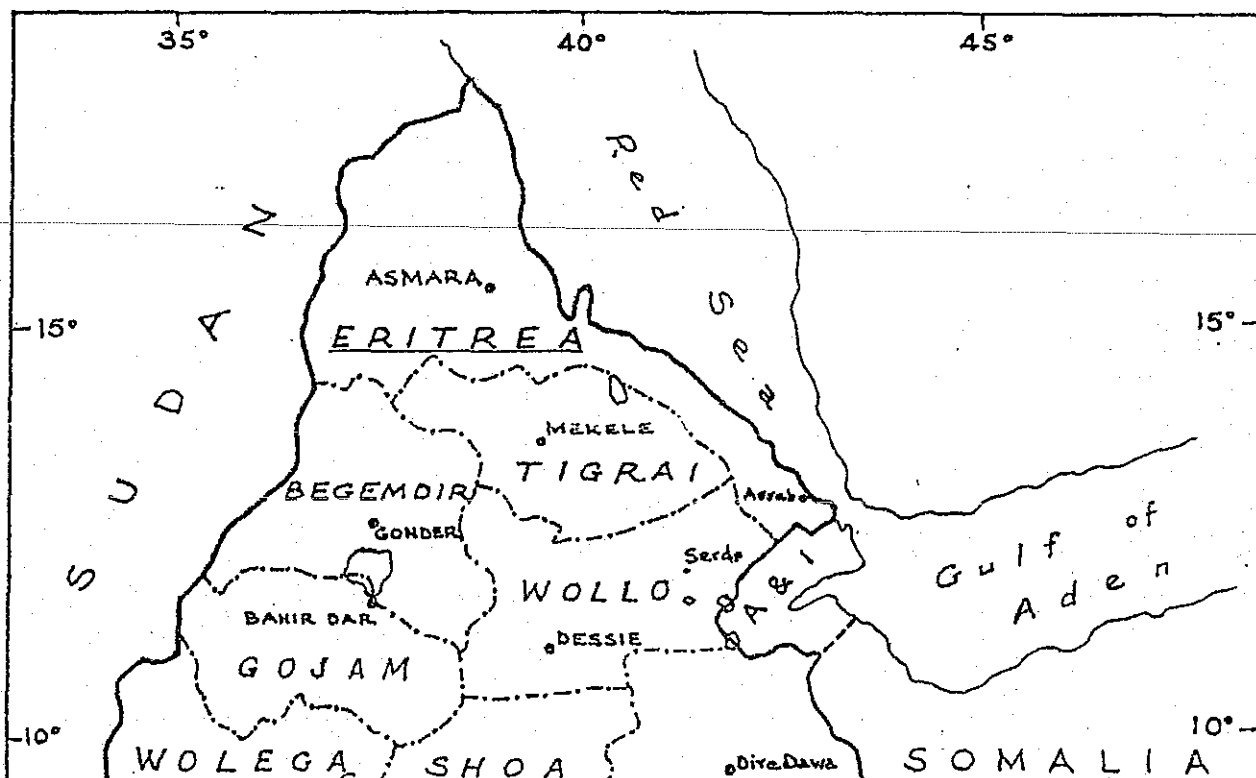 35° 40° 45°
Red Sea
SUDAN
ASMARA
15° ERITREA 15°
MEKELE
TIGRAI
BEGEMDIR
GONDER
Assab
Serdo
A & I
Gulf of
Aden
WOLLO
BAHIR DAR
DESSIE
GOJAM
10° 10°
WOLEGA SHOA SOMALIA
Dire Dawa